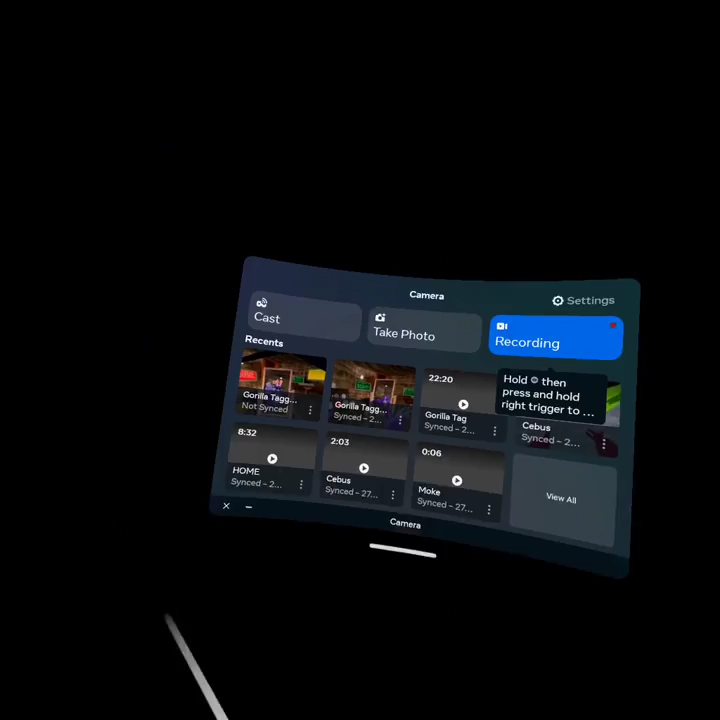 Camera
Settings
Cast
Take Photo
Recording
Recents
Gorilla Tagg...
Not Synced
Gorilla Tagg...
Synced – 2...
22:20
Gorilla Tag
Synced – 2...
Hold then
press and hold
right trigger to ...
Cebus
Synced – 2...
8:32
HOME
Synced – 2...
2:03
Cebus
Synced – 27...
0:06
Moke
Synced – 27...
View All
Camera